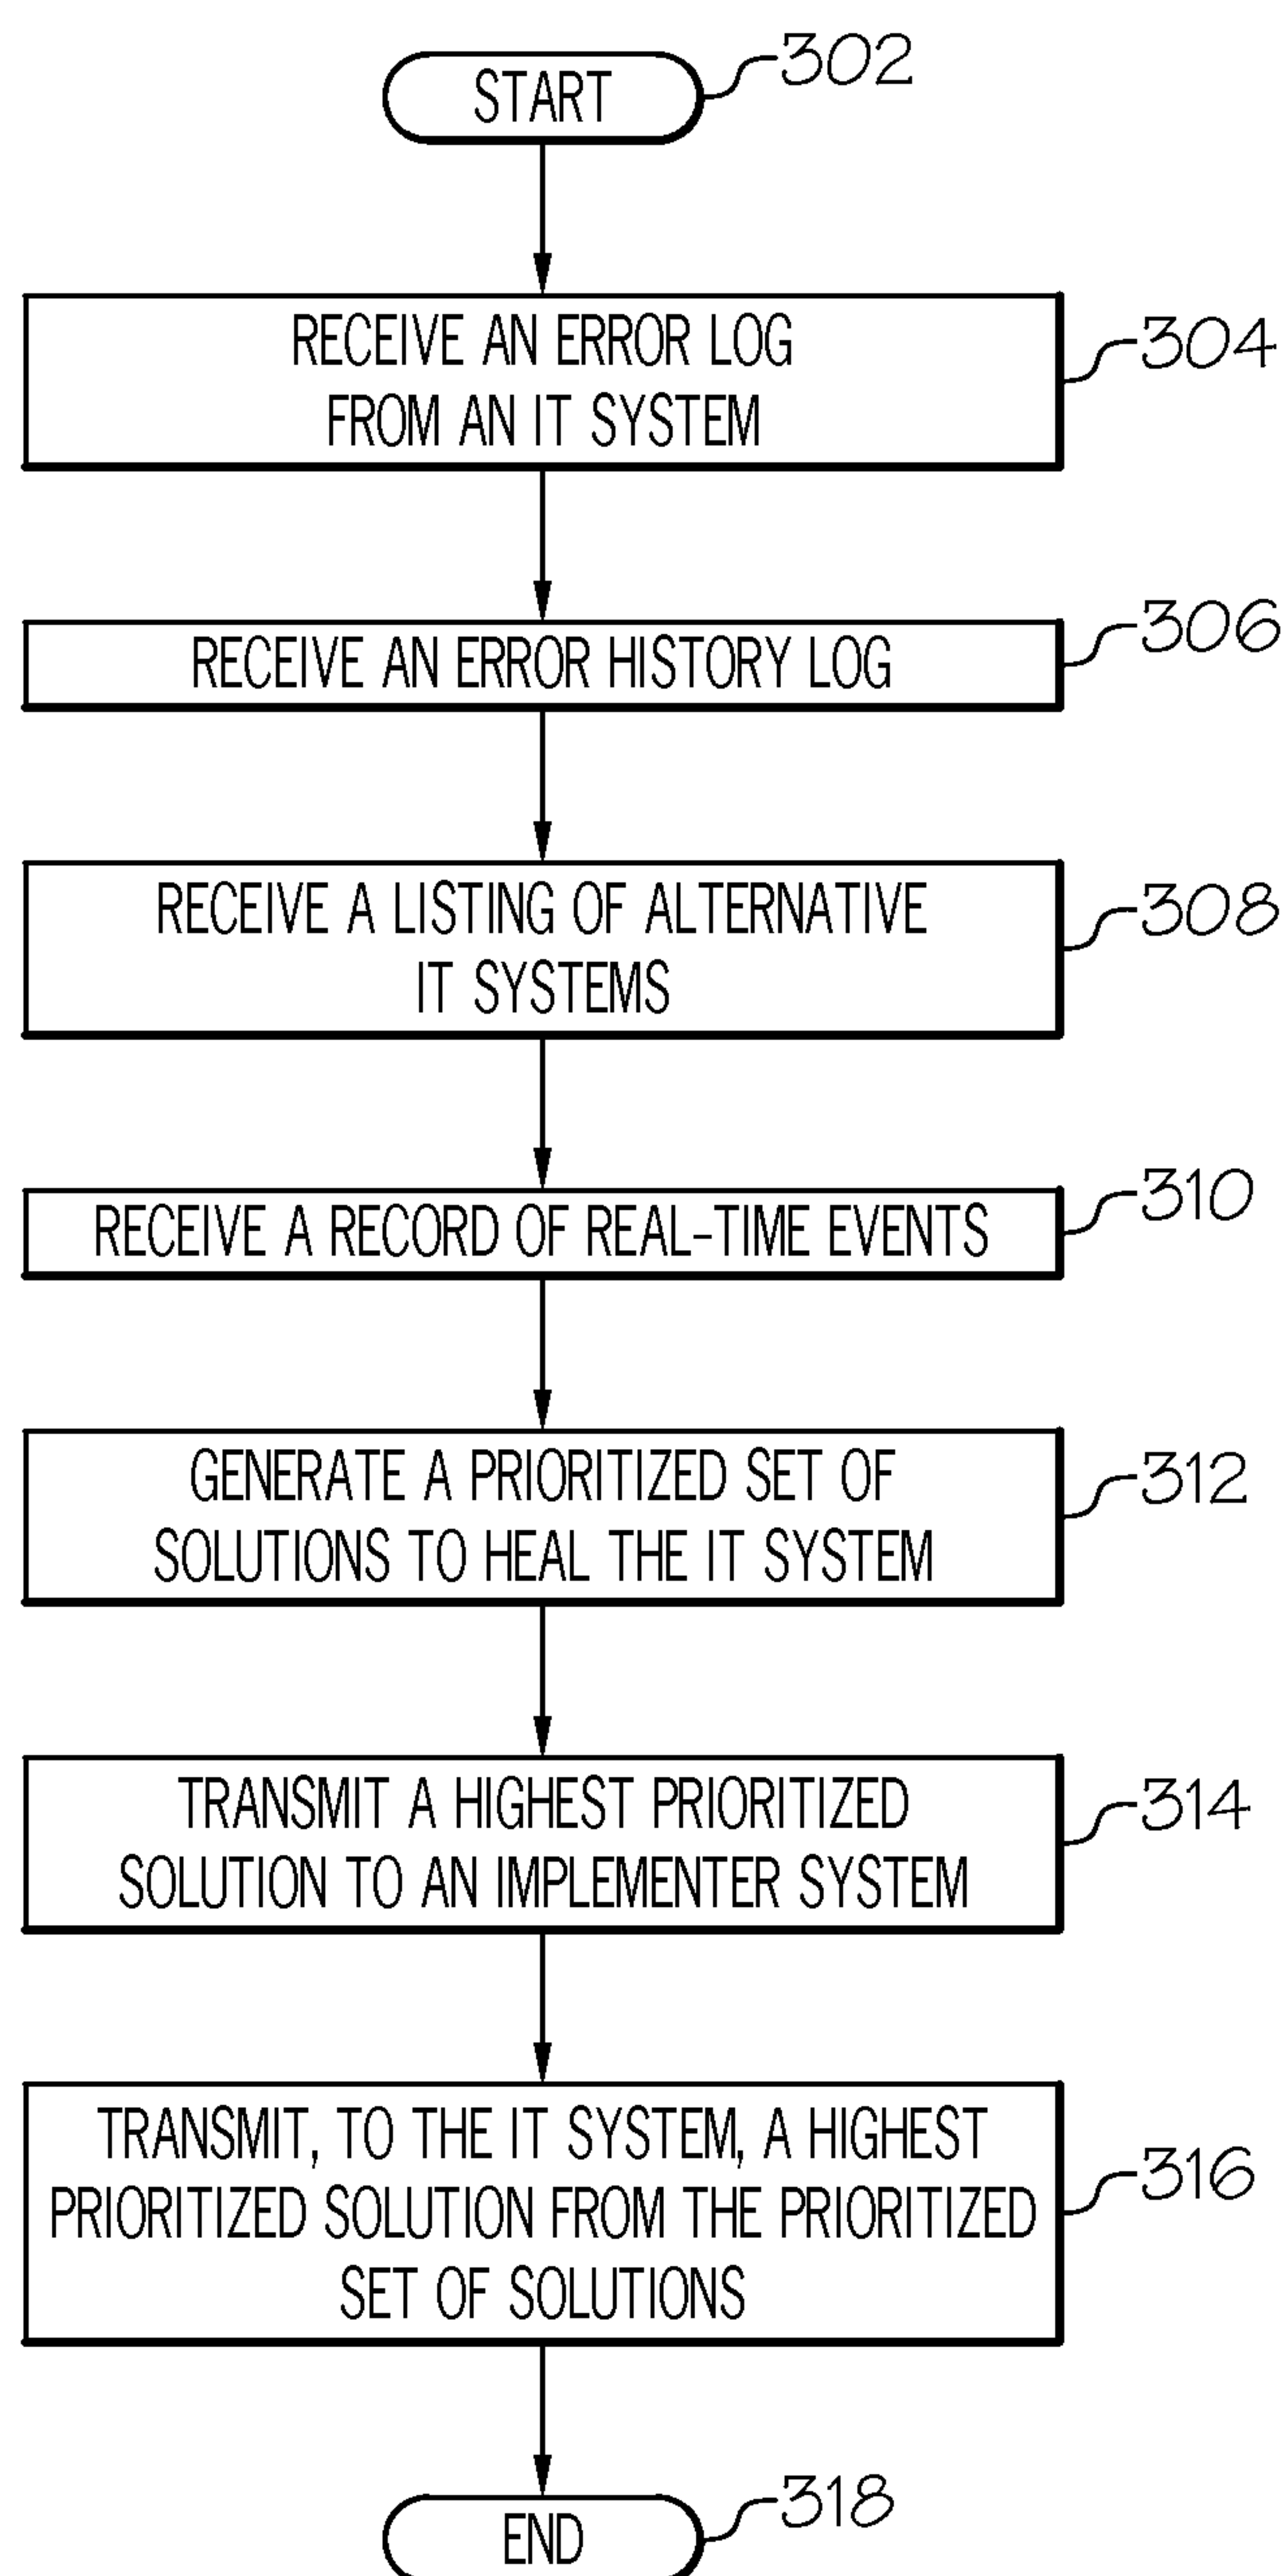 START
302
RECEIVE AN ERROR LOG
FROM AN IT SYSTEM
304
RECEIVE AN ERROR HISTORY LOG
306
RECEIVE A LISTING OF ALTERNATIVE
IT SYSTEMS
308
RECEIVE A RECORD OF REAL-TIME EVENTS
310
GENERATE A PRIORITIZED SET OF
SOLUTIONS TO HEAL THE IT SYSTEM
312
TRANSMIT A HIGHEST PRIORITIZED
SOLUTION TO AN IMPLEMENTER SYSTEM
314
TRANSMIT, TO THE IT SYSTEM, A HIGHEST
PRIORITIZED SOLUTION FROM THE PRIORITIZED
SET OF SOLUTIONS
316
END
318